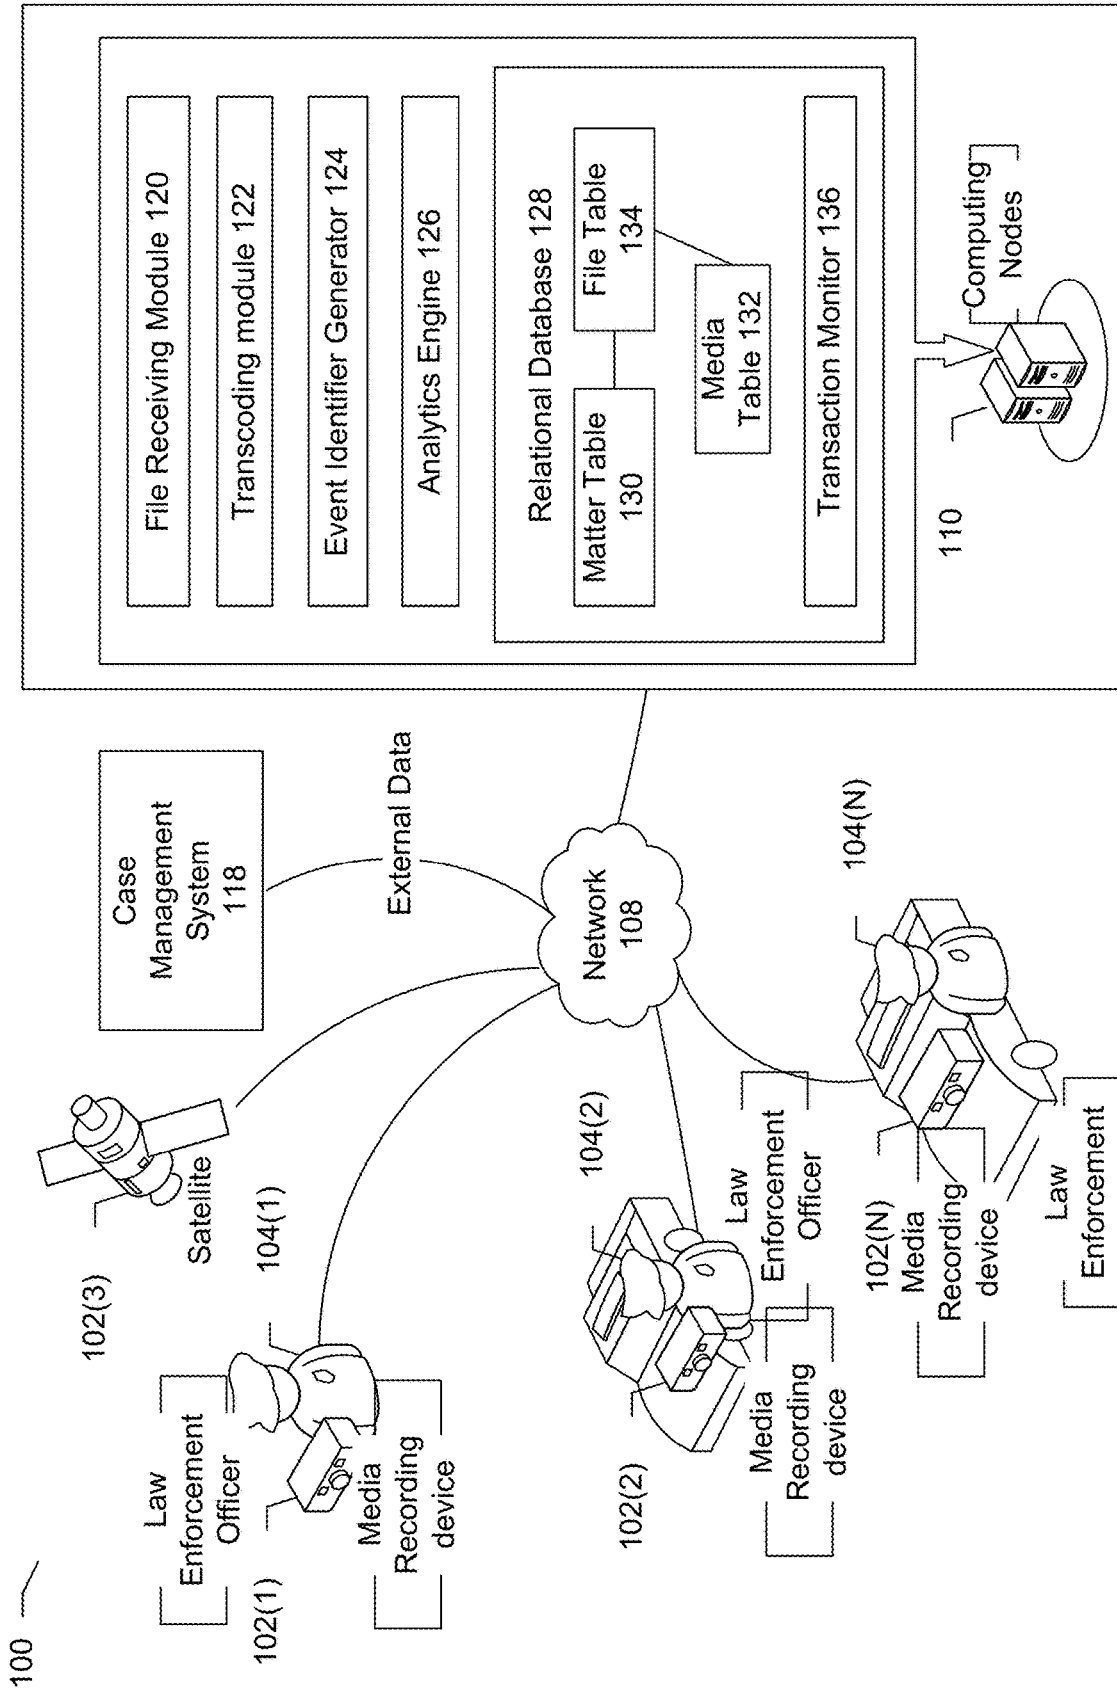 100
102(1)
Law
Enforcement
Officer
104(1)
Media
Recording
device
102(3)
Satellite
Case
Management
System
118
External Data
Network
108
102(2)
104(2)
Media
Recording
device
Law
Enforcement
Officer
102(N)
104(N)
Media
Recording
device
Law
Enforcement
File Receiving Module 120
Transcoding module 122
Event Identifier Generator 124
Analytics Engine 126
Relational Database 128
Matter Table
130
File Table
134
Media
Table 132
Transaction Monitor 136
110
Computing
Nodes